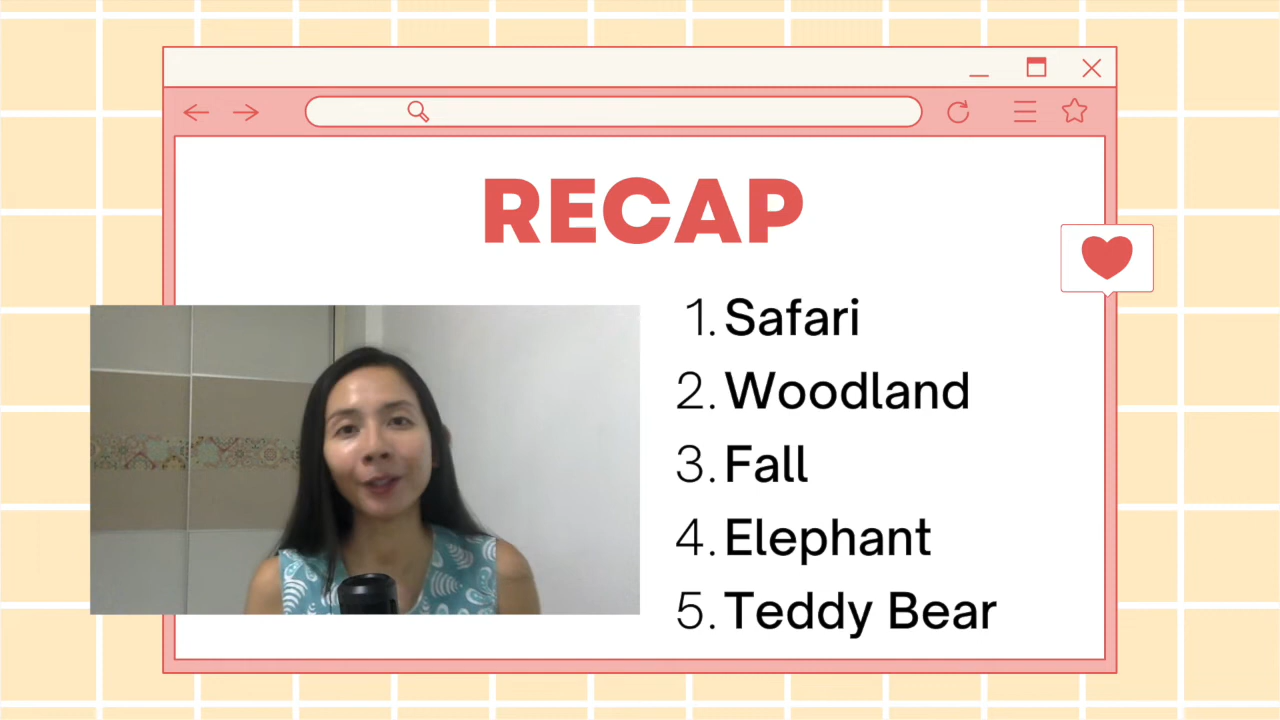 RECAP
1. Safari
2. Woodland
3. Fall
4. Elephant
5. Teddy Bear